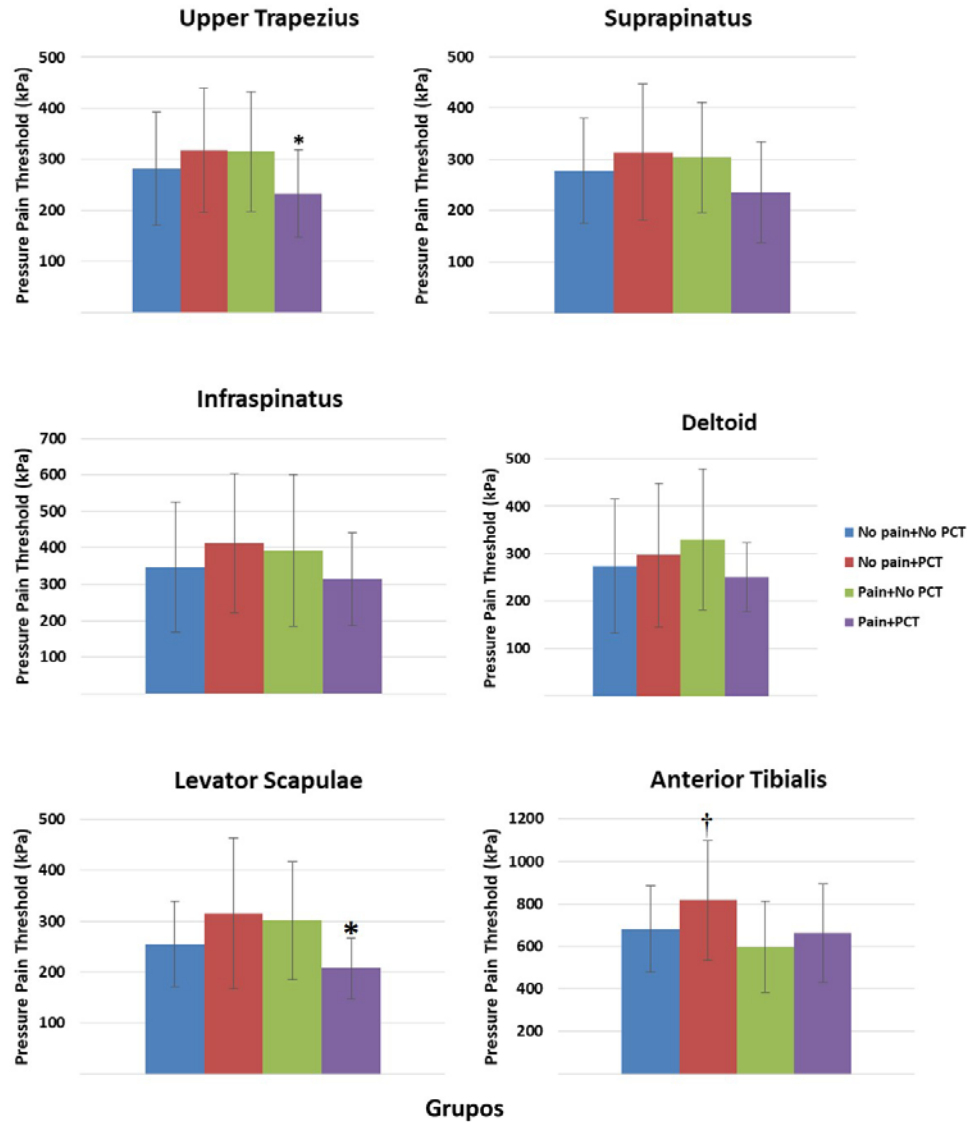 Upper Trapezius
Pressure Pain Threshold (kPa)
500
400
300
200
100
*
Suprapinatus
Pressure Pain Threshold (kPa)
500
400
300
200
100
Infraspinatus
Pressure Pain Threshold (kPa)
700
600
500
400
300
200
100
Deltoid
Pressure Pain Threshold (kPa)
500
400
300
200
100
No pain+No PCT
No pain+PCT
Pain+No PCT
Pain+PCT
Levator Scapulae
Pressure Pain Threshold (kPa)
500
400
300
200
100
*
Anterior Tibialis
Pressure Pain Threshold (kPa)
1200
1000
800
600
400
200
†
Grupos